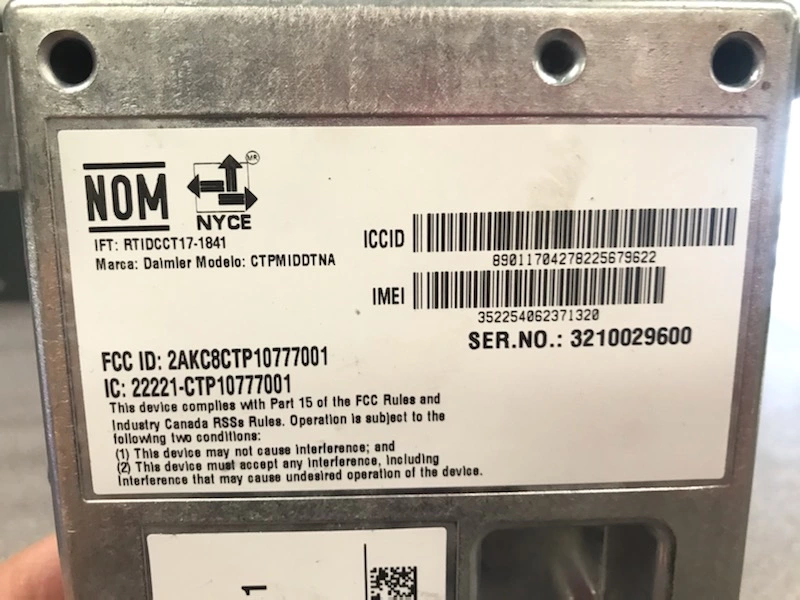 NOM
MR
NYCE
IFT: RTIDCCT17-1841
Marca: Daimler Modelo: CTPMIDDTNA
ICCID
89011704278225679622
IMEI
352254062371320
SER.NO.: 3210029600
FCC ID: 2AKC8CTP10777001
IC: 22221-CTP10777001
This device complies with Part 15 of the FCC Rules and
Industry Canada RSSs Rules. Operation is subject to the
following two conditions:
(1) This device may not cause interference; and
(2) This device must accept any interference, including
interference that may cause undesired operation of the device.
1